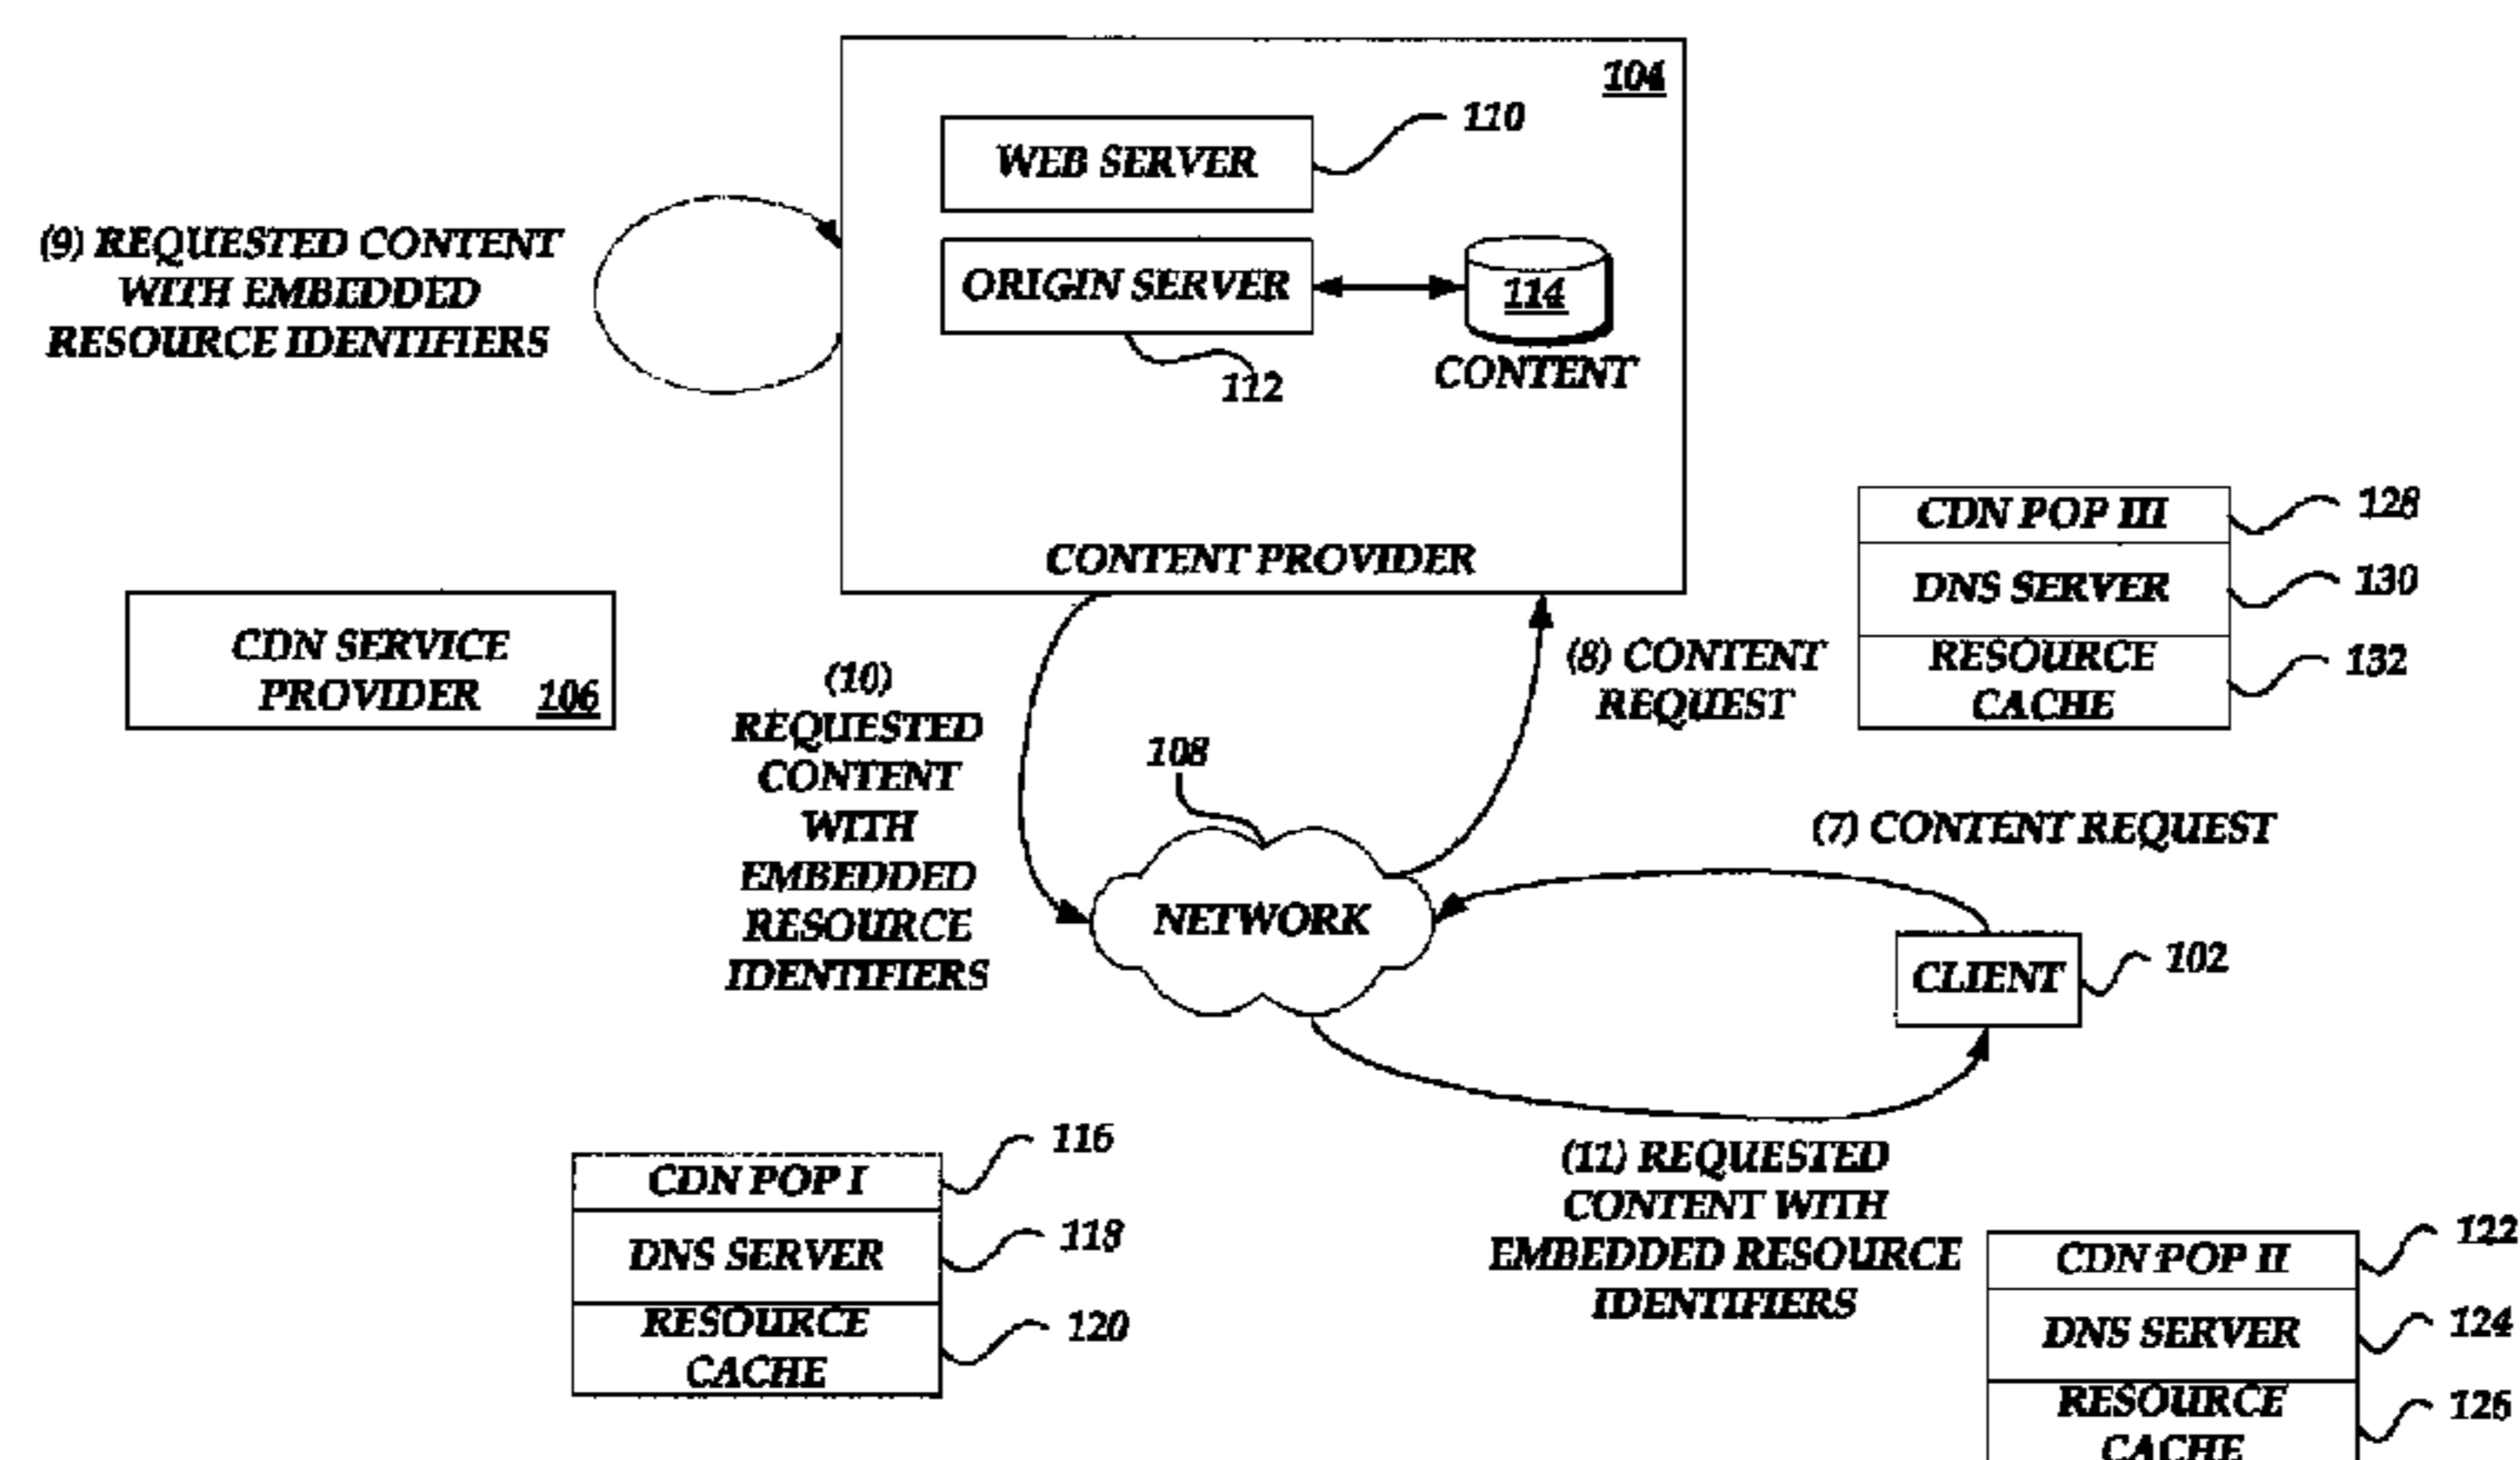 104
110
WEB SERVER
(9) REQUESTED CONTENT
WITH EMBEDDED
RESOURCE IDENTIFIERS
ORIGIN SERVER
114
CONTENT
112
CONTENT PROVIDER
CDN POP III
128
DNS SERVER
130
RESOURCE
CACHE
132
CDN SERVICE
PROVIDER
106
(8) CONTENT
REQUEST
(10)
REQUESTED
CONTENT
WITH
EMBEDDED
RESOURCE
IDENTIFIERS
108
NETWORK
(7) CONTENT REQUEST
CLIENT
102
(11) REQUESTED
CONTENT WITH
EMBEDDED RESOURCE
IDENTIFIERS
CDN POP I
116
DNS SERVER
118
RESOURCE
CACHE
120
CDN POP II
122
DNS SERVER
124
RESOURCE
CACHE
126